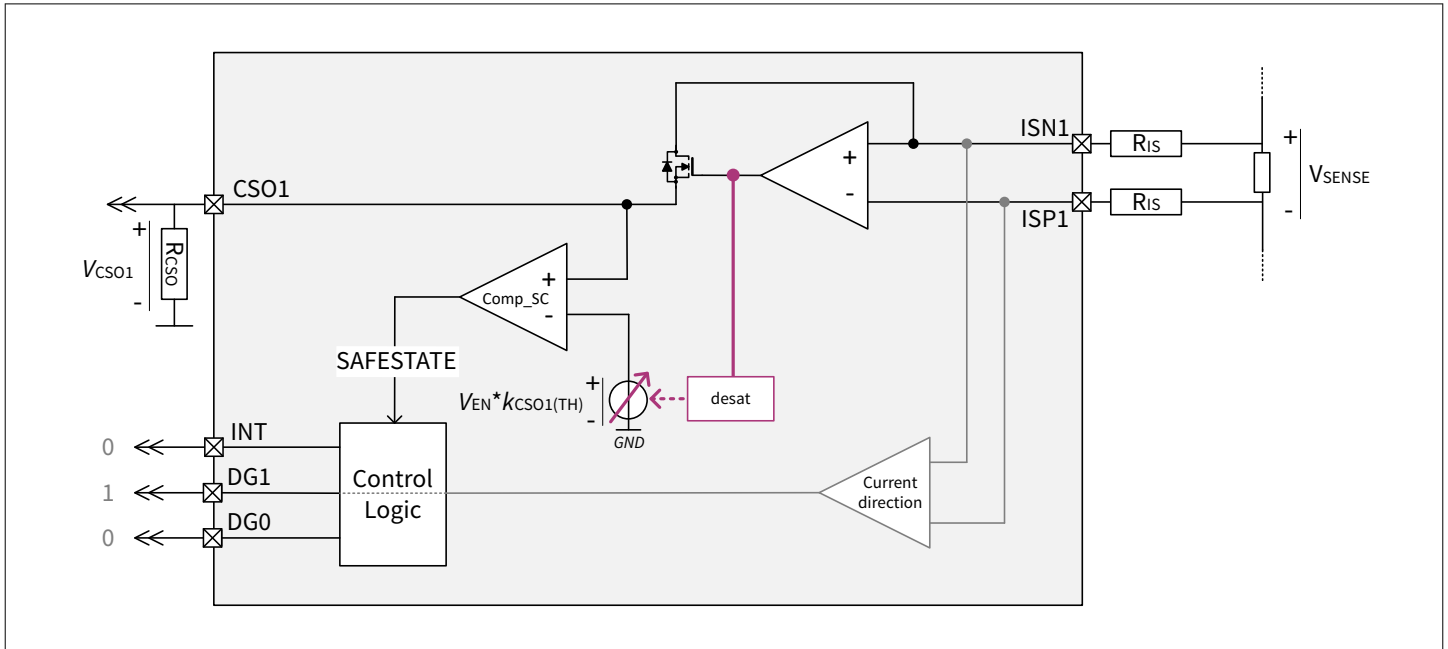 ISN1
+
-
ISP1
RIS
RIS
+
VSENSE
-
CSO1
+
VCSO1
-
RCSO
+
Comp_SC
-
SAFESTATE
+
VEN*kCSO1(TH)
-
GND
desat
INT
0
DG1
1
DG0
0
Control
Logic
Current
direction